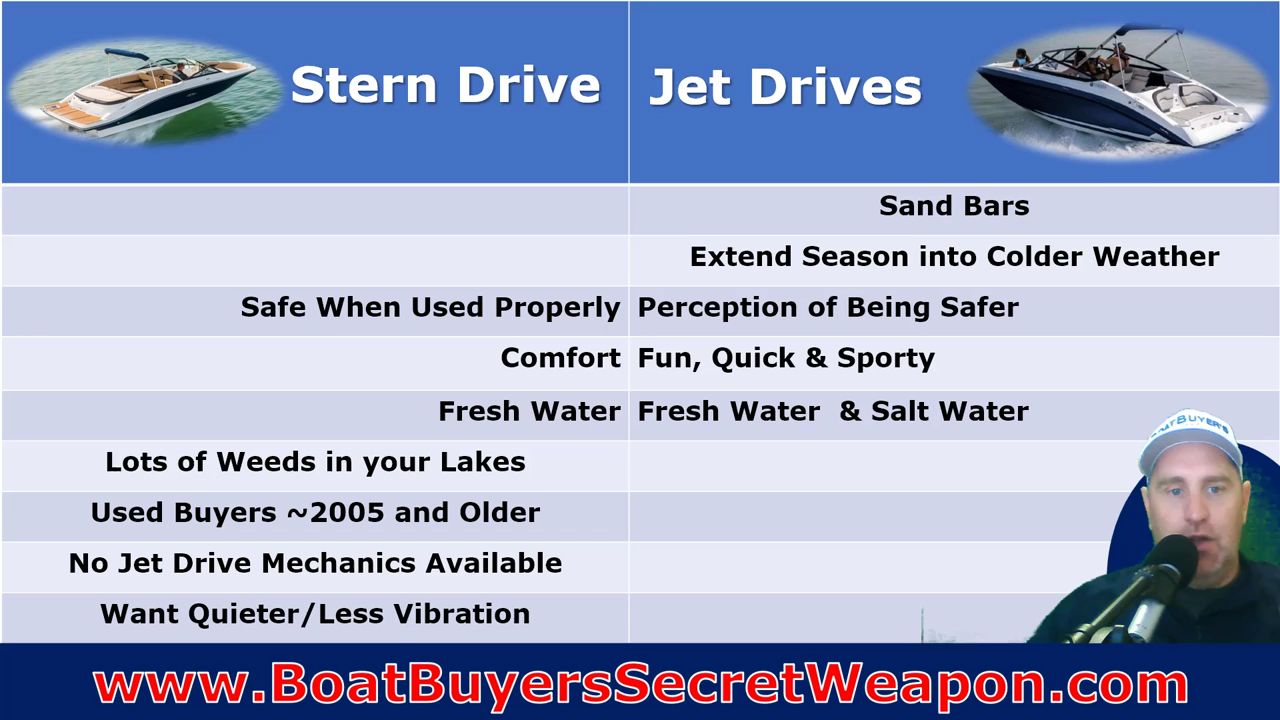 Stern Drive
Jet Drives
Sand Bars
Extend Season into Colder Weather
Safe When Used Properly
Perception of Being Safer
Comfort
Fun, Quick & Sporty
Fresh Water
Fresh Water & Salt Water
Lots of Weeds in your Lakes
Used Buyers ~2005 and Older
No Jet Drive Mechanics Available
Want Quieter/Less Vibration
BOATBUYER'S
www.BoatBuyersSecretWeapon.com